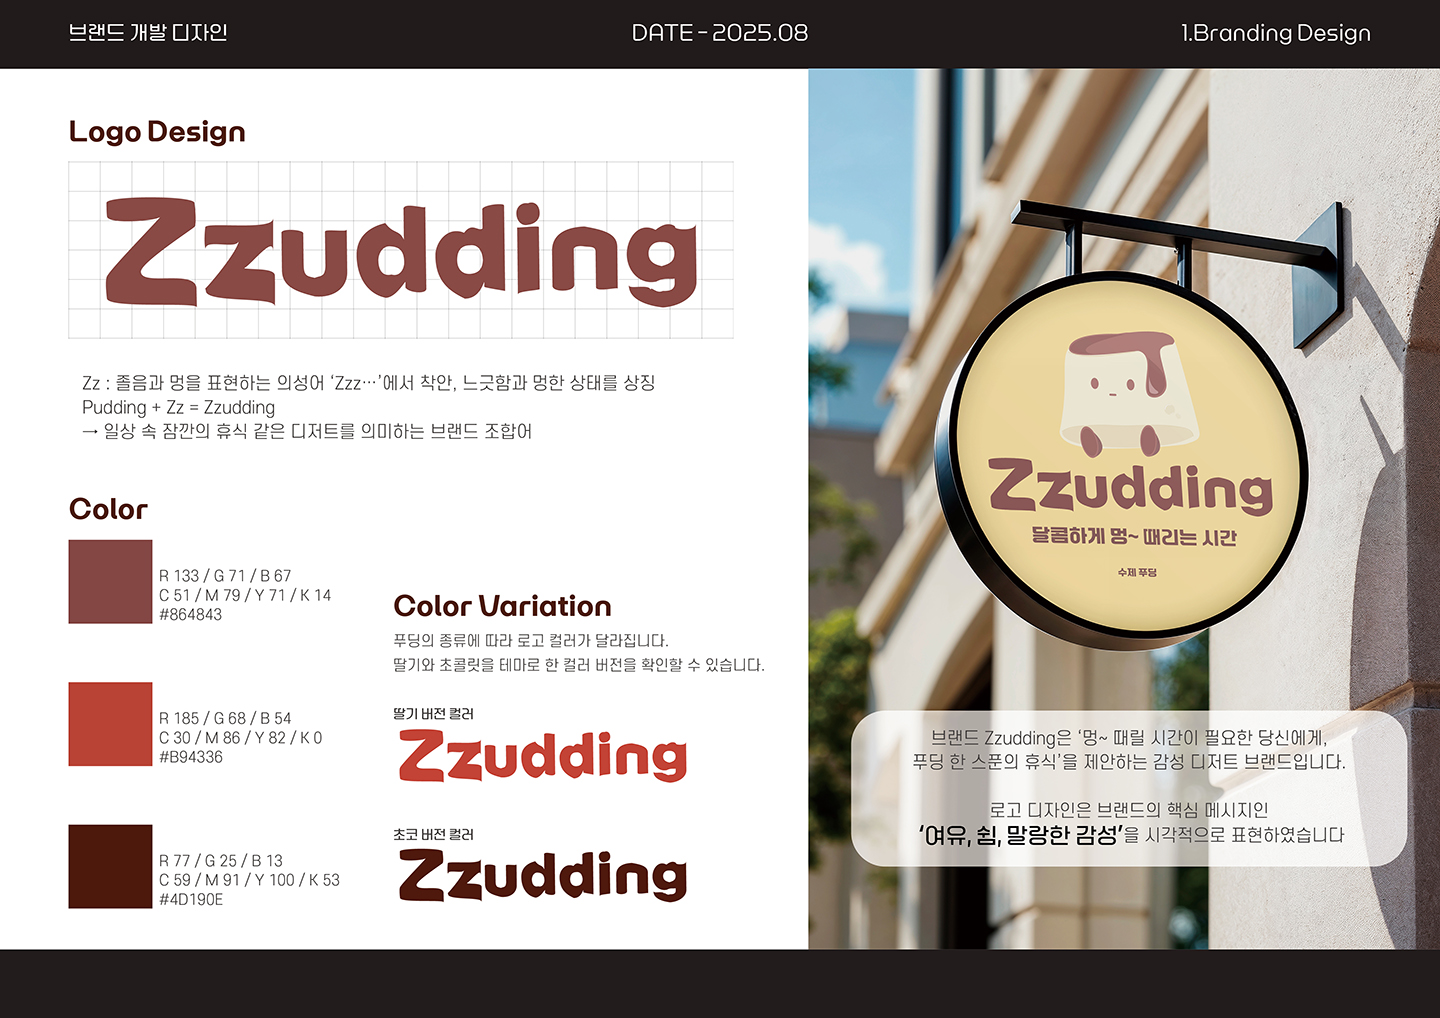 브랜드 개발 디자인
DATE - 2025.08
1.Branding Design
Logo Design
Zzudding
Zz : 졸음과 멍을 표현하는 의성어 ‘Zzz…’에서 착안, 느긋함과 멍한 상태를 상징
Pudding + Zz = Zzudding
→ 일상 속 잠깐의 휴식 같은 디저트를 의미하는 브랜드 조합어
Color
R 133 / G 71 / B 67
C 51 / M 79 / Y 71 / K 14
#864843
R 185 / G 68 / B 54
C 30 / M 86 / Y 82 / K 0
#B94336
R 77 / G 25 / B 13
C 59 / M 91 / Y 100 / K 53
#4D190E
Color Variation
푸딩의 종류에 따라 로고 컬러가 달라집니다.
딸기와 초콜릿을 테마로 한 컬러 버전을 확인할 수 있습니다.
딸기 버전 컬러
Zzudding
초코 버전 컬러
Zzudding
Zzudding
달콤하게 멍~ 때리는 시간
수제 푸딩
브랜드 Zzudding은 ‘멍~ 때릴 시간이 필요한 당신에게,
푸딩 한 스푼의 휴식’을 제안하는 감성 디저트 브랜드입니다.
로고 디자인은 브랜드의 핵심 메시지인
‘여유, 쉼, 말랑한 감성’을 시각적으로 표현하였습니다